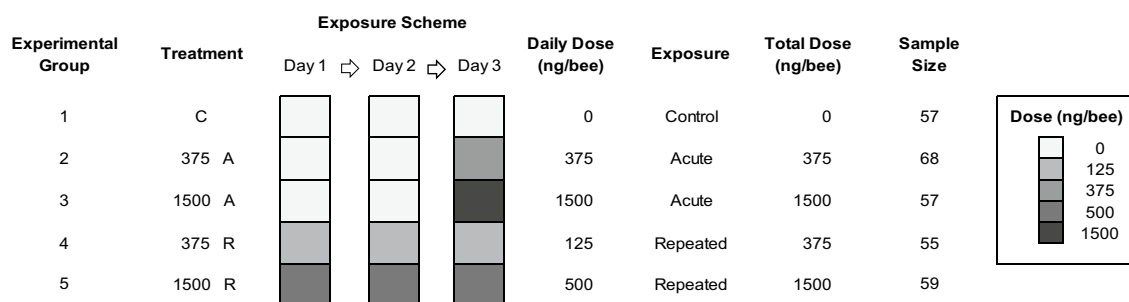 Exposure Scheme
Experimental Group Treatment Day 1 ⇨ Day 2 ⇨ Day 3 Daily Dose (ng/bee) Exposure Total Dose (ng/bee) Sample Size
1 C 0 Control 0 57
2 375 A 375 Acute 375 68
3 1500 A 1500 Acute 1500 57
4 375 R 125 Repeated 375 55
5 1500 R 500 Repeated 1500 59
Dose (ng/bee)
0
125
375
500
1500